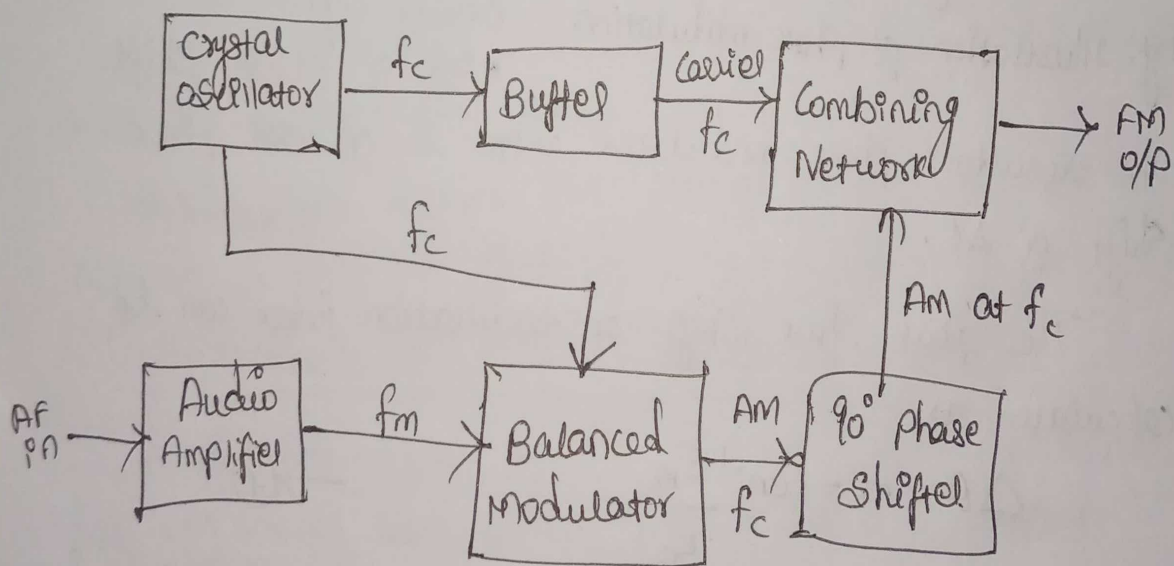 Crystal
oscillator
fc
Buffer
Carrier
fc
Combining
Network
FM
O/P
fc
AM at fc
AF
i/p
Audio
Amplifier
fm
Balanced
Modulator
AM
fc
90° Phase
Shifter